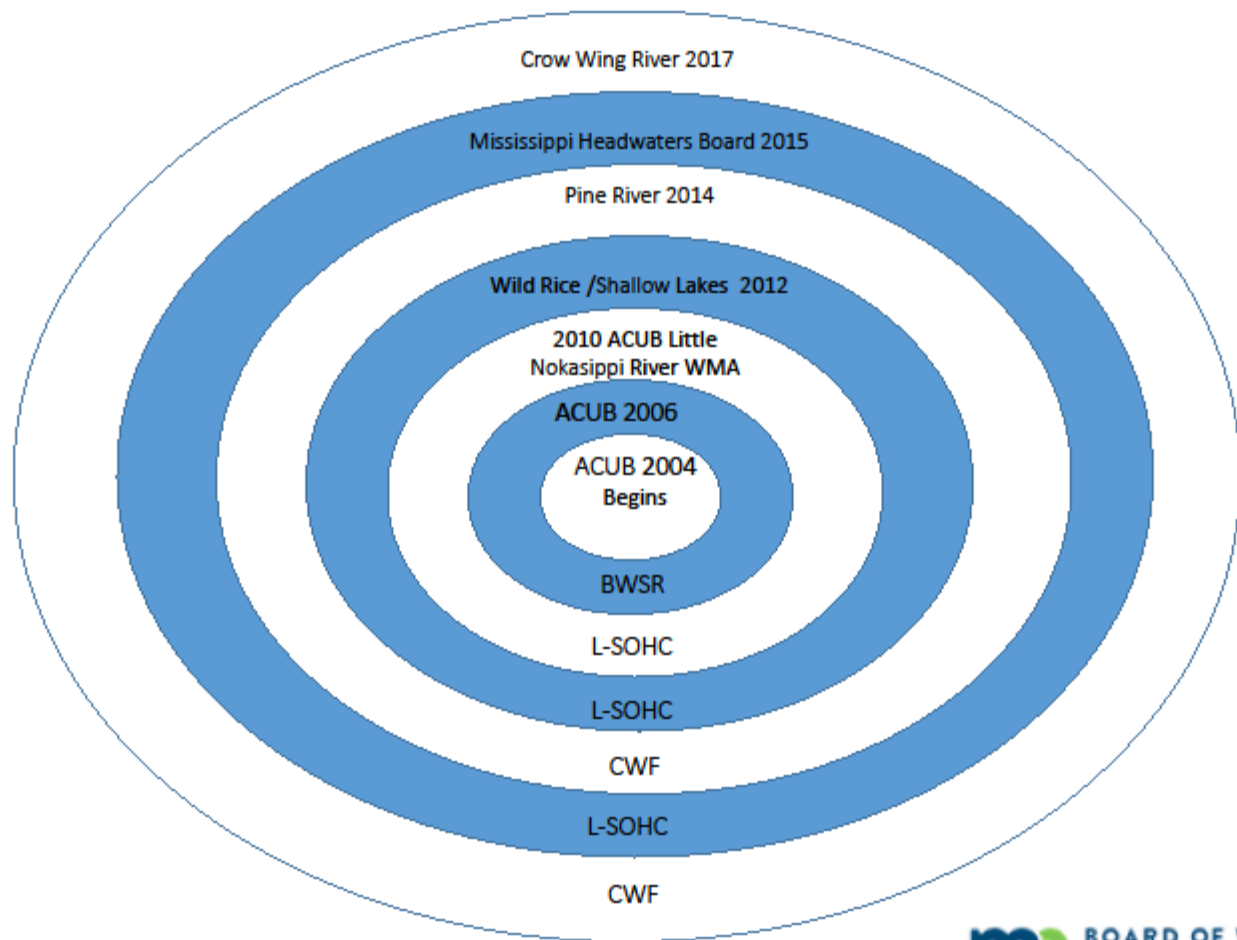 Crow Wing River 2017
Mississippi Headwaters Board 2015
Pine River 2014
Wild Rice /Shallow Lakes  2012
2010 ACUB Little
Nokasippi River WMA
ACUB 2006
ACUB 2004
Begins
BWSR
L-SOHC
L-SOHC
CWF
L-SOHC
CWF
BOARD OF